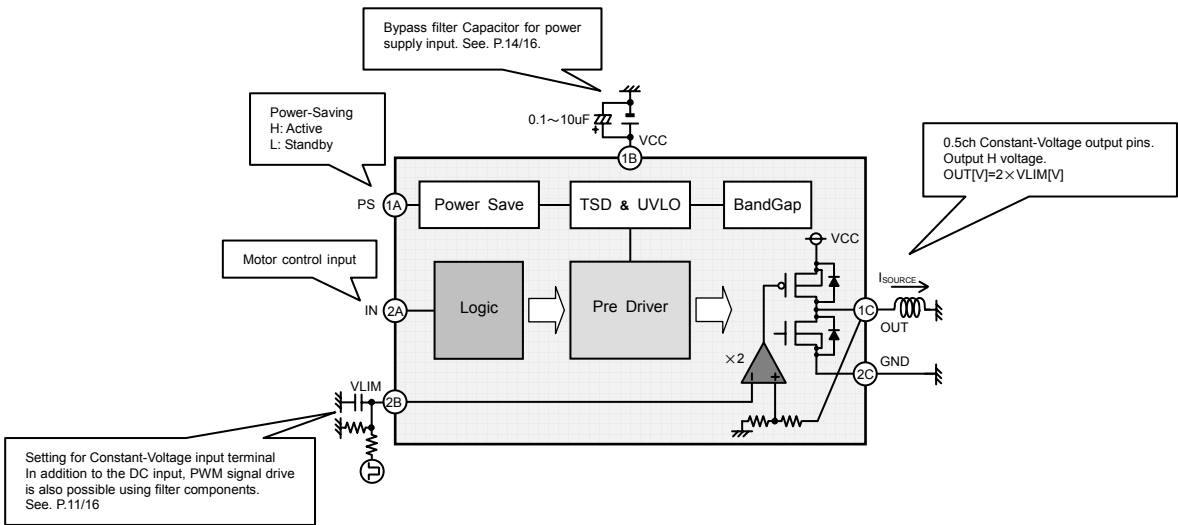 Bypass filter Capacitor for power
supply input. See. P.14/16.
Power-Saving
H: Active
L: Standby
0.1～10uF
+
VCC
1B
0.5ch Constant-Voltage output pins.
Output H voltage.
OUT[V]=2×VLIM[V]
PS
1A
Power Save
TSD & UVLO
BandGap
VCC
Motor control input
IN
2A
Logic
Pre Driver
ISOURCE
1C
OUT
×2
GND
2C
VLIM
2B
Setting for Constant-Voltage input terminal
In addition to the DC input, PWM signal drive
is also possible using filter components.
See. P.11/16